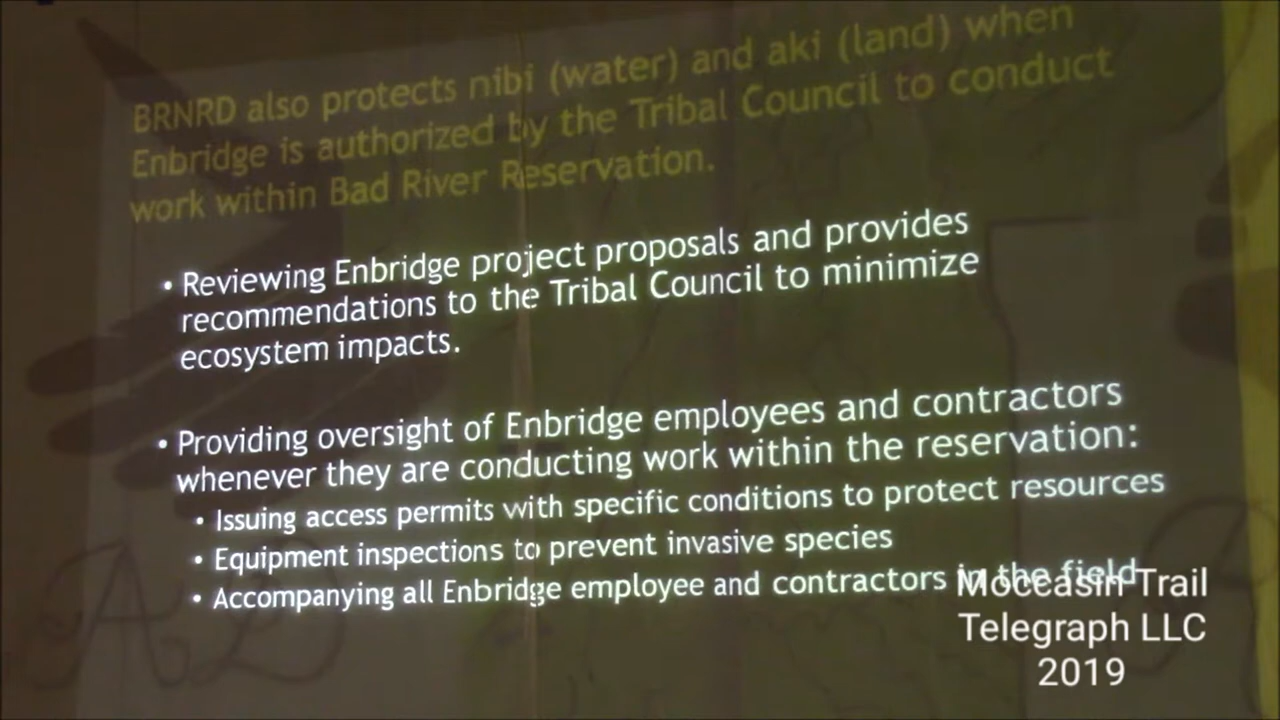 BRNRD also protects nibi (water) and aki (land) when
Enbridge is authorized by the Tribal Council to conduct
work within Bad River Reservation.
• Reviewing Enbridge project proposals and provides
recommendations to the Tribal Council to minimize
ecosystem impacts.
• Providing oversight of Enbridge employees and contractors
whenever they are conducting work within the reservation:
• Issuing access permits with specific conditions to protect resources
• Equipment inspections to prevent invasive species
• Accompanying all Enbridge employee and contractors in the field
Moccasin Trail
Telegraph LLC
2019